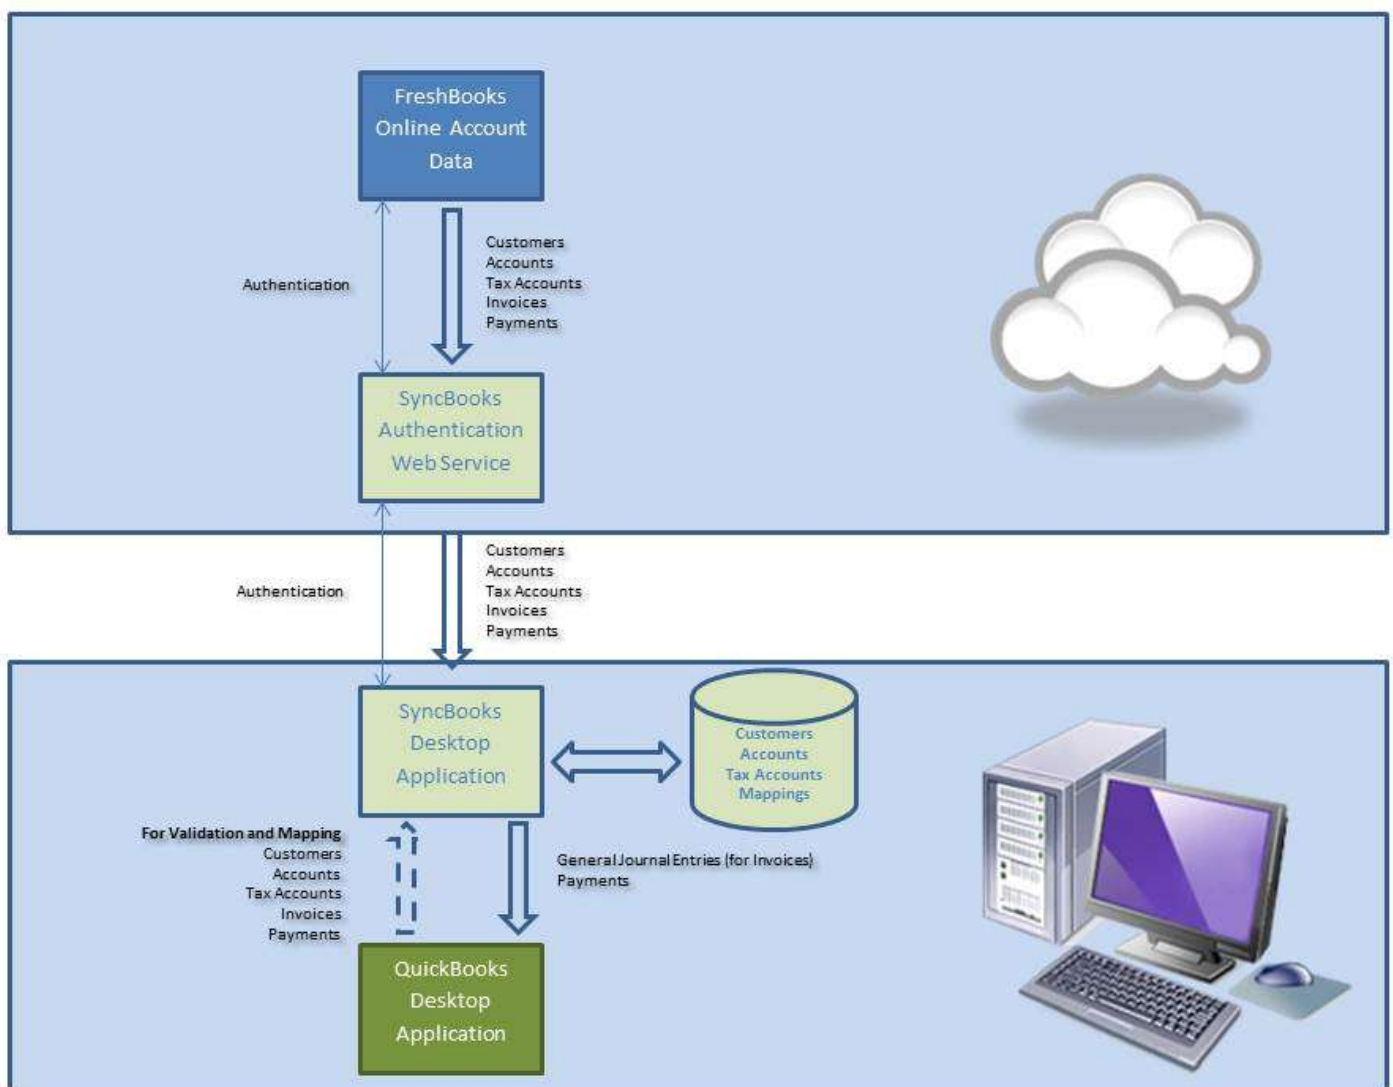 FreshBooks
Online Account
Data
Authentication
Customers
Accounts
Tax Accounts
Invoices
Payments
SyncBooks
Authentication
Web Service
Authentication
Customers
Accounts
Tax Accounts
Invoices
Payments
SyncBooks
Desktop
Application
Customers
Accounts
Tax Accounts
Mappings
For Validation and Mapping
Customers
Accounts
Tax Accounts
Invoices
Payments
General Journal Entries (for Invoices)
Payments
QuickBooks
Desktop
Application